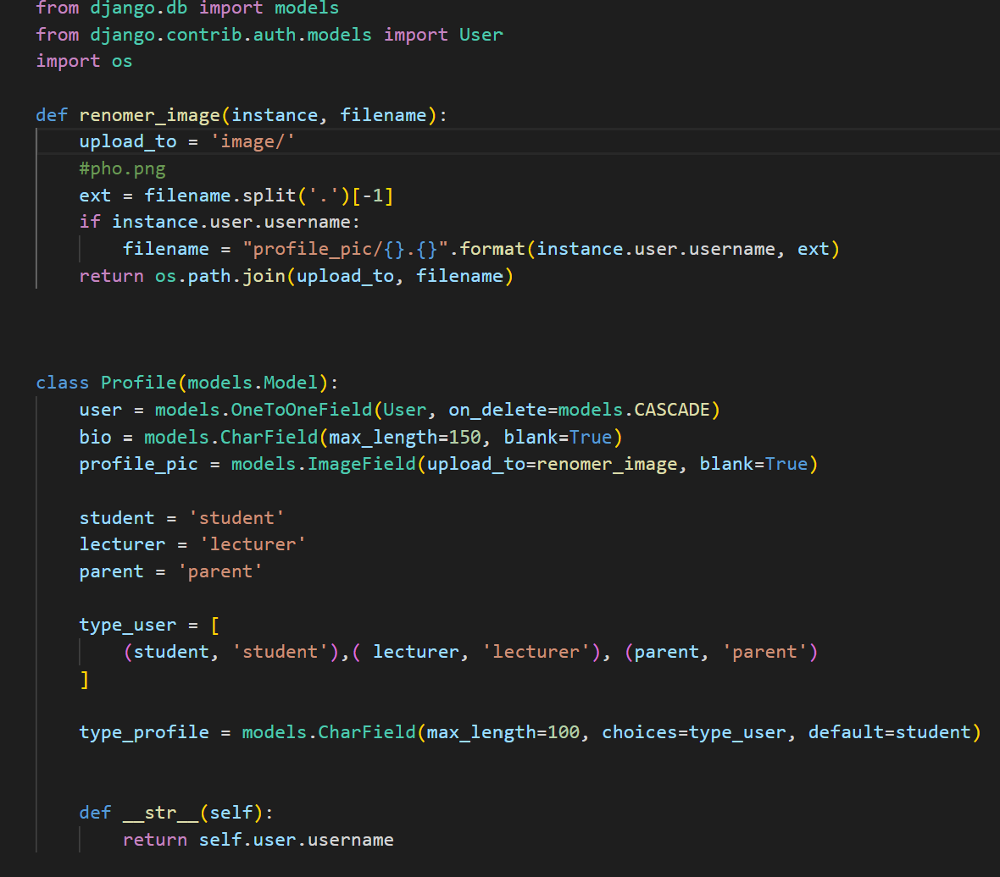 from django.db import models
from django.contrib.auth.models import User
import os
def renomer_image(instance, filename):
    upload_to = 'image/'
    #pho.png
    ext = filename.split('.')[-1]
    if instance.user.username:
        filename = "profile_pic/{}.{}".format(instance.user.username, ext)
    return os.path.join(upload_to, filename)
class Profile(models.Model):
    user = models.OneToOneField(User, on_delete=models.CASCADE)
    bio = models.CharField(max_length=150, blank=True)
    profile_pic = models.ImageField(upload_to=renomer_image, blank=True)
    student = 'student'
    lecturer = 'lecturer'
    parent = 'parent'
    type_user = [
        (student, 'student'),( lecturer, 'lecturer'), (parent, 'parent')
    ]
    type_profile = models.CharField(max_length=100, choices=type_user, default=student)
    def __str__(self):
        return self.user.username